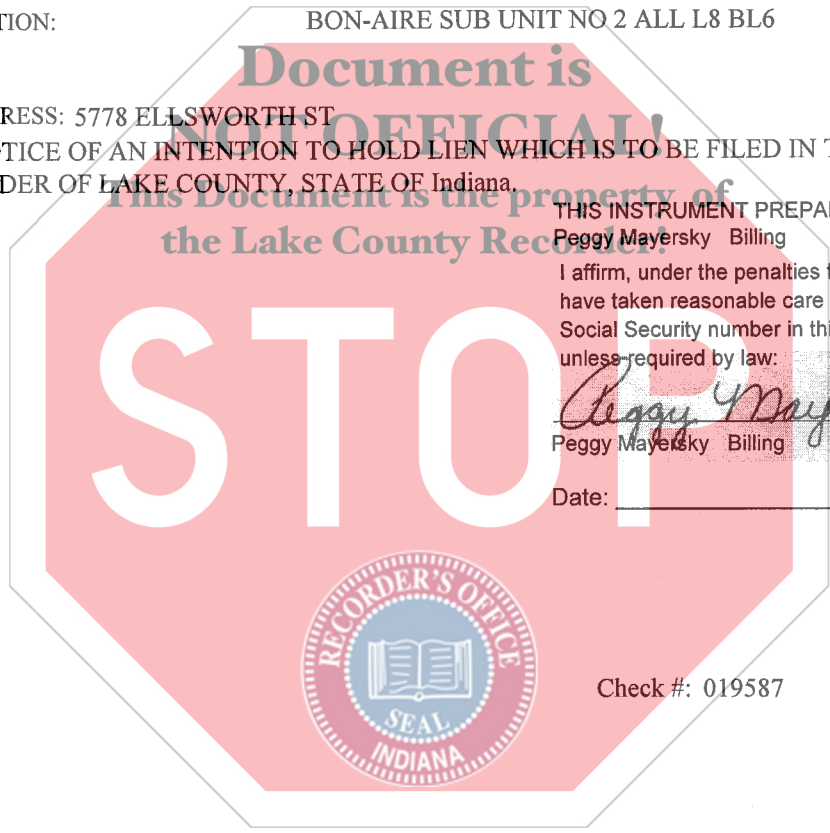 TION: BON-AIRE SUB UNIT NO 2 ALL L8 BL6
Document is
RESS: 5778 ELLSWORTH ST
NOT OFFICIAL!
TICE OF AN INTENTION TO HOLD LIEN WHICH IS TO BE FILED IN T
DER OF LAKE COUNTY, STATE OF Indiana.
This Document is the property of
the Lake County Recorder!
THIS INSTRUMENT PREPA
Peggy Mayersky Billing
I affirm, under the penalties f
have taken reasonable care
Social Security number in thi
unless required by law:
STOP
Peggy May
Peggy Mayersky Billing
Date:
RECORDER'S OFFICE
SEAL
INDIANA
Check #: 019587